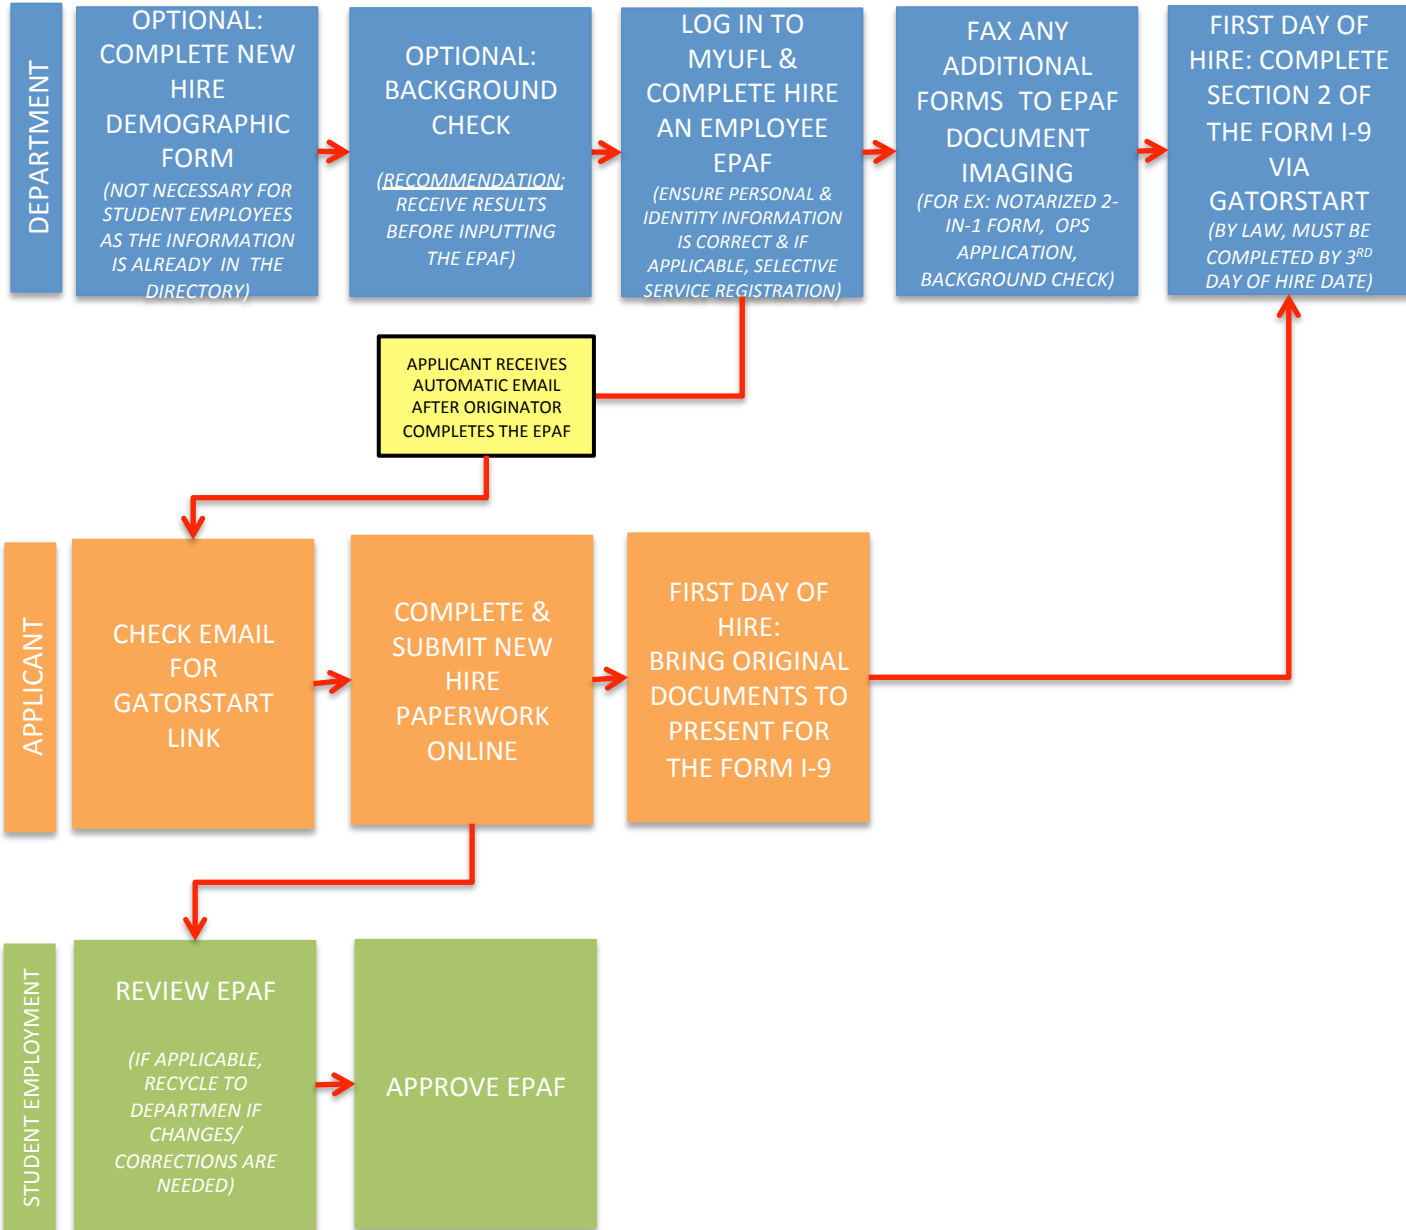 DEPARTMENT
OPTIONAL:
COMPLETE NEW
HIRE
DEMOGRAPHIC
FORM
(NOT NECESSARY FOR
STUDENT EMPLOYEES
AS THE INFORMATION
IS ALREADY IN THE
DIRECTORY)
OPTIONAL:
BACKGROUND
CHECK
(RECOMMENDATION:
RECEIVE RESULTS
BEFORE INPUTTING
THE EPAF)
LOG IN TO
MYUFL &
COMPLETE HIRE
AN EMPLOYEE
EPAF
(ENSURE PERSONAL &
IDENTITY INFORMATION
IS CORRECT & IF
APPLICABLE, SELECTIVE
SERVICE REGISTRATION)
FAX ANY
ADDITIONAL
FORMS TO EPAF
DOCUMENT
IMAGING
(FOR EX: NOTARIZED 2-
IN-1 FORM, OPS
APPLICATION,
BACKGROUND CHECK)
FIRST DAY OF
HIRE: COMPLETE
SECTION 2 OF
THE FORM I-9
VIA
GATORSTART
(BY LAW, MUST BE
COMPLETED BY 3RD
DAY OF HIRE DATE)
APPLICANT RECEIVES
AUTOMATIC EMAIL
AFTER ORIGINATOR
COMPLETES THE EPAF
APPLICANT
CHECK EMAIL
FOR
GATORSTART
LINK
COMPLETE &
SUBMIT NEW
HIRE
PAPERWORK
ONLINE
FIRST DAY OF
HIRE:
BRING ORIGINAL
DOCUMENTS TO
PRESENT FOR
THE FORM I-9
STUDENT EMPLOYMENT
REVIEW EPAF
(IF APPLICABLE,
RECYCLE TO
DEPARTMEN IF
CHANGES/
CORRECTIONS ARE
NEEDED)
APPROVE EPAF